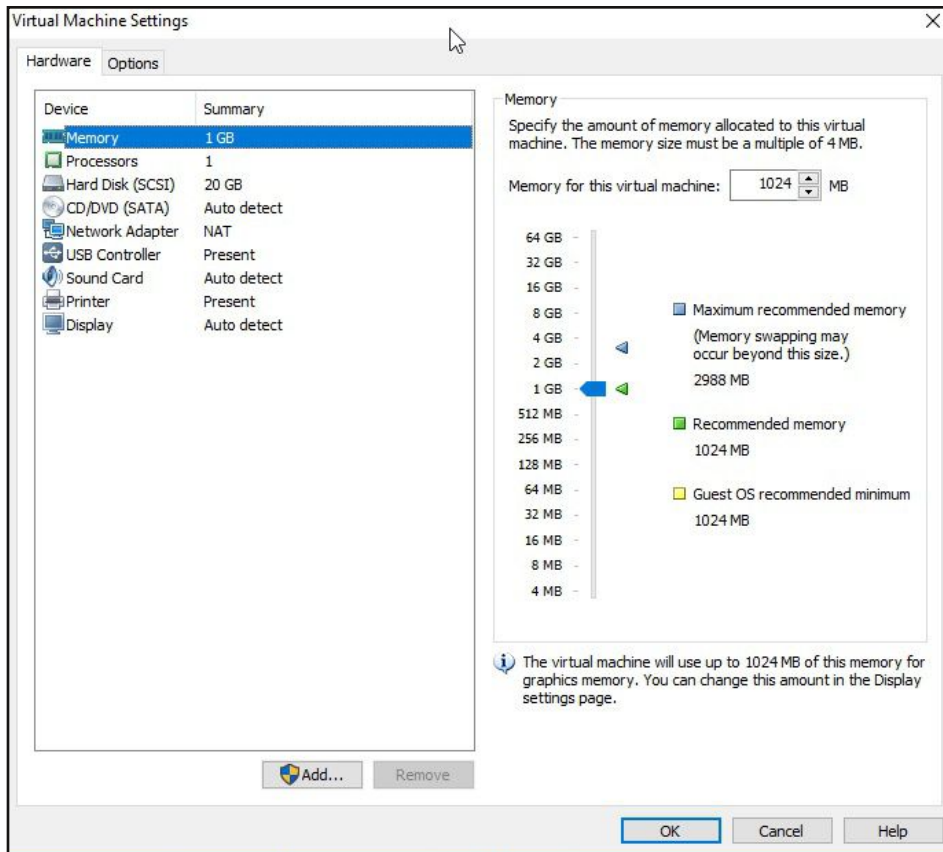 Virtual Machine Settings
Hardware
Options
Device Summary
Memory 1 GB
Processors 1
Hard Disk (SCSI) 20 GB
CD/DVD (SATA) Auto detect
Network Adapter NAT
USB Controller Present
Sound Card Auto detect
Printer Present
Display Auto detect
Add...
Remove
Memory
Specify the amount of memory allocated to this virtual
machine. The memory size must be a multiple of 4 MB.
Memory for this virtual machine: 1024 MB
64 GB
32 GB
16 GB
8 GB
4 GB
2 GB
1 GB
512 MB
256 MB
128 MB
64 MB
32 MB
16 MB
8 MB
4 MB
Maximum recommended memory
(Memory swapping may
occur beyond this size.)
2988 MB
Recommended memory
1024 MB
Guest OS recommended minimum
1024 MB
The virtual machine will use up to 1024 MB of this memory for
graphics memory. You can change this amount in the Display
settings page.
OK
Cancel
Help